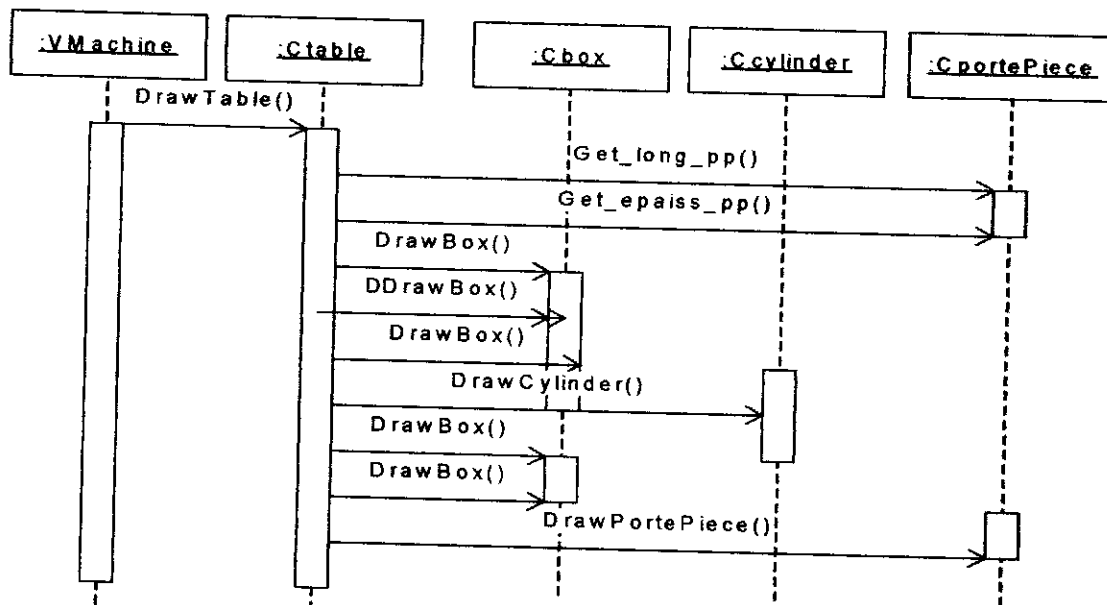 :VMachine
:Ctable
:Cbox
:Ccylinder
:CportePiece
DrawTable()
Get_long_pp()
Get_epaiss_pp()
DrawBox()
DDrawBox()
DrawBox()
DrawCylinder()
DrawBox()
DrawBox()
DrawPortePiece()